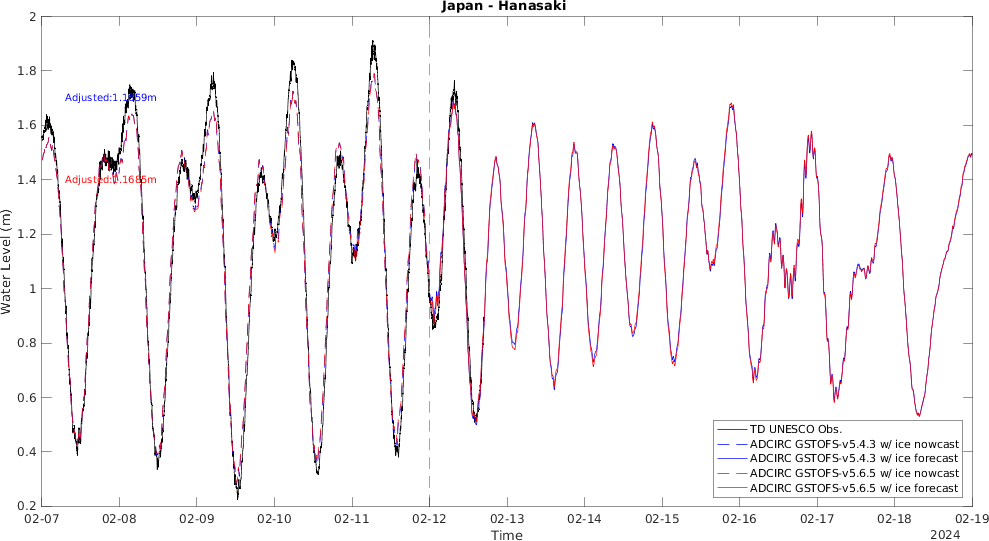 Japan - Hanasaki
2
1.8
1.6
1.4
1.2
1
0.8
0.6
0.4
0.2
Water Level (m)
Adjusted:1.1659m
Adjusted:1.1685m
TD UNESCO Obs.
ADCIRC GSTOFS-v5.4.3 w/ ice nowcast
ADCIRC GSTOFS-v5.4.3 w/ ice forecast
ADCIRC GSTOFS-v5.6.5 w/ ice nowcast
ADCIRC GSTOFS-v5.6.5 w/ ice forecast
02-07 02-08 02-09 02-10 02-11 02-12 02-13 02-14 02-15 02-16 02-17 02-18 02-19
Time
2024